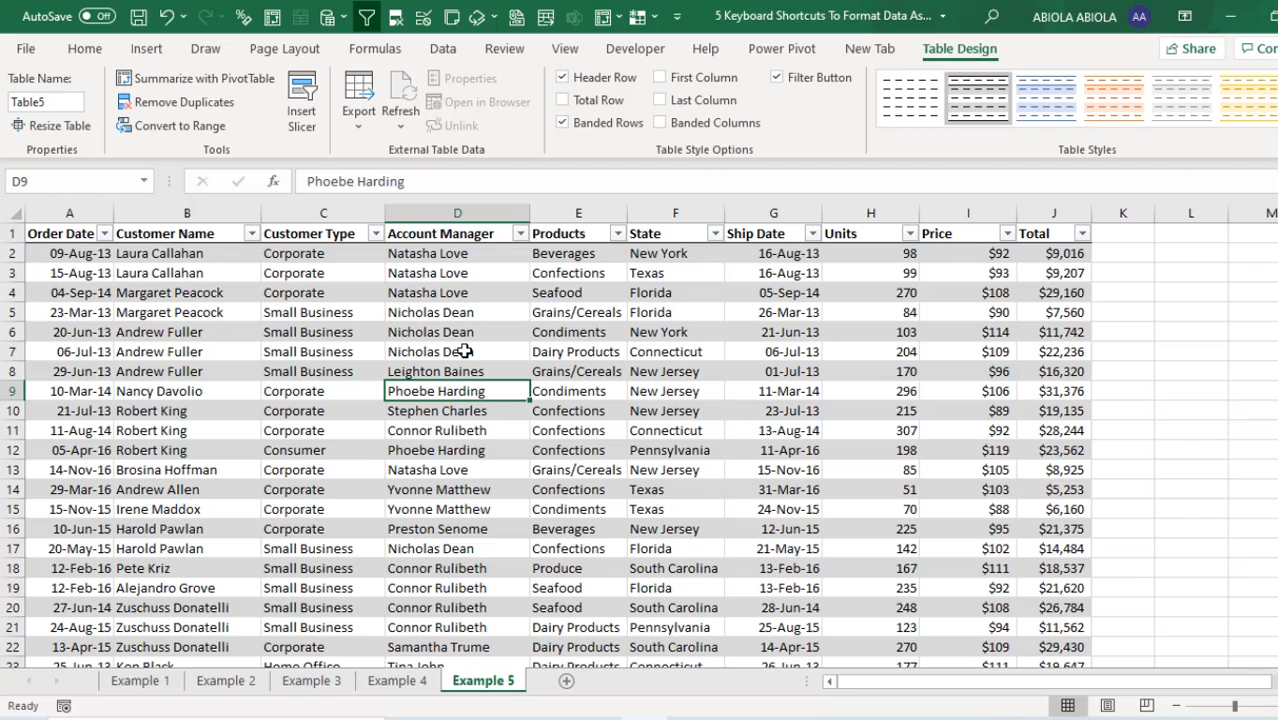 AutoSave Off 5 Keyboard Shortcuts To Format Data As... ABIOLA ABIOLA AA
File Home Insert Draw Page Layout Formulas Data Review View Developer Help Power Pivot New Tab Table Design Share Co
Table Name: Summarize with PivotTable Properties Header Row First Column Filter Button
Table5 Remove Duplicates Insert Slicer Export Refresh Open in Browser Total Row Last Column
Resize Table Convert to Range Unlink Banded Rows Banded Columns
Properties Tools External Table Data Table Style Options Table Styles
D9 fx Phoebe Harding
A B C D E F G H I J K L M
1 Order Date Customer Name Customer Type Account Manager Products State Ship Date Units Price Total
2 09-Aug-13 Laura Callahan Corporate Natasha Love Beverages New York 16-Aug-13 98 $92 $9,016
3 15-Aug-13 Laura Callahan Corporate Natasha Love Confections Texas 16-Aug-13 99 $93 $9,207
4 04-Sep-14 Margaret Peacock Corporate Natasha Love Seafood Florida 05-Sep-14 270 $108 $29,160
5 23-Mar-13 Margaret Peacock Small Business Nicholas Dean Grains/Cereals Florida 26-Mar-13 84 $90 $7,560
6 20-Jun-13 Andrew Fuller Small Business Nicholas Dean Condiments New York 21-Jun-13 103 $114 $11,742
7 06-Jul-13 Andrew Fuller Small Business Nicholas Dean Dairy Products Connecticut 06-Jul-13 204 $109 $22,236
8 29-Jun-13 Andrew Fuller Small Business Leighton Baines Grains/Cereals New Jersey 01-Jul-13 170 $96 $16,320
9 10-Mar-14 Nancy Davolio Corporate Phoebe Harding Condiments New Jersey 11-Mar-14 296 $106 $31,376
10 21-Jul-13 Robert King Corporate Stephen Charles Confections New Jersey 23-Jul-13 215 $89 $19,135
11 11-Aug-14 Robert King Corporate Connor Rulibeth Confections Connecticut 13-Aug-14 307 $92 $28,244
12 05-Apr-16 Robert King Consumer Phoebe Harding Confections Pennsylvania 11-Apr-16 198 $119 $23,562
13 14-Nov-16 Brosina Hoffman Corporate Natasha Love Grains/Cereals New Jersey 15-Nov-16 85 $105 $8,925
14 29-Mar-16 Andrew Allen Corporate Yvonne Matthew Confections Texas 31-Mar-16 51 $103 $5,253
15 15-Nov-15 Irene Maddox Corporate Yvonne Matthew Condiments Texas 24-Nov-15 70 $88 $6,160
16 10-Jun-15 Harold Pawlan Corporate Preston Senome Beverages New Jersey 12-Jun-15 225 $95 $21,375
17 20-May-15 Harold Pawlan Small Business Nicholas Dean Confections Florida 21-May-15 142 $102 $14,484
18 12-Feb-16 Pete Kriz Small Business Connor Rulibeth Produce South Carolina 13-Feb-16 167 $111 $18,537
19 12-Feb-16 Alejandro Grove Small Business Connor Rulibeth Seafood Florida 13-Feb-16 235 $92 $21,620
20 27-Jun-14 Zuschuss Donatelli Small Business Connor Rulibeth Seafood South Carolina 28-Jun-14 248 $108 $26,784
21 24-Aug-15 Zuschuss Donatelli Small Business Connor Rulibeth Dairy Products Pennsylvania 25-Aug-15 123 $94 $11,562
22 13-Apr-15 Zuschuss Donatelli Corporate Samantha Trume Dairy Products Connecticut 16-Apr-15 270 $109 $29,430
23 25-Jun-13 Ken Black Home Office Tina John Dairy Products Connecticut 26-Jun-13 177 $111 $19,647
Example 1 Example 2 Example 3 Example 4 Example 5
Ready